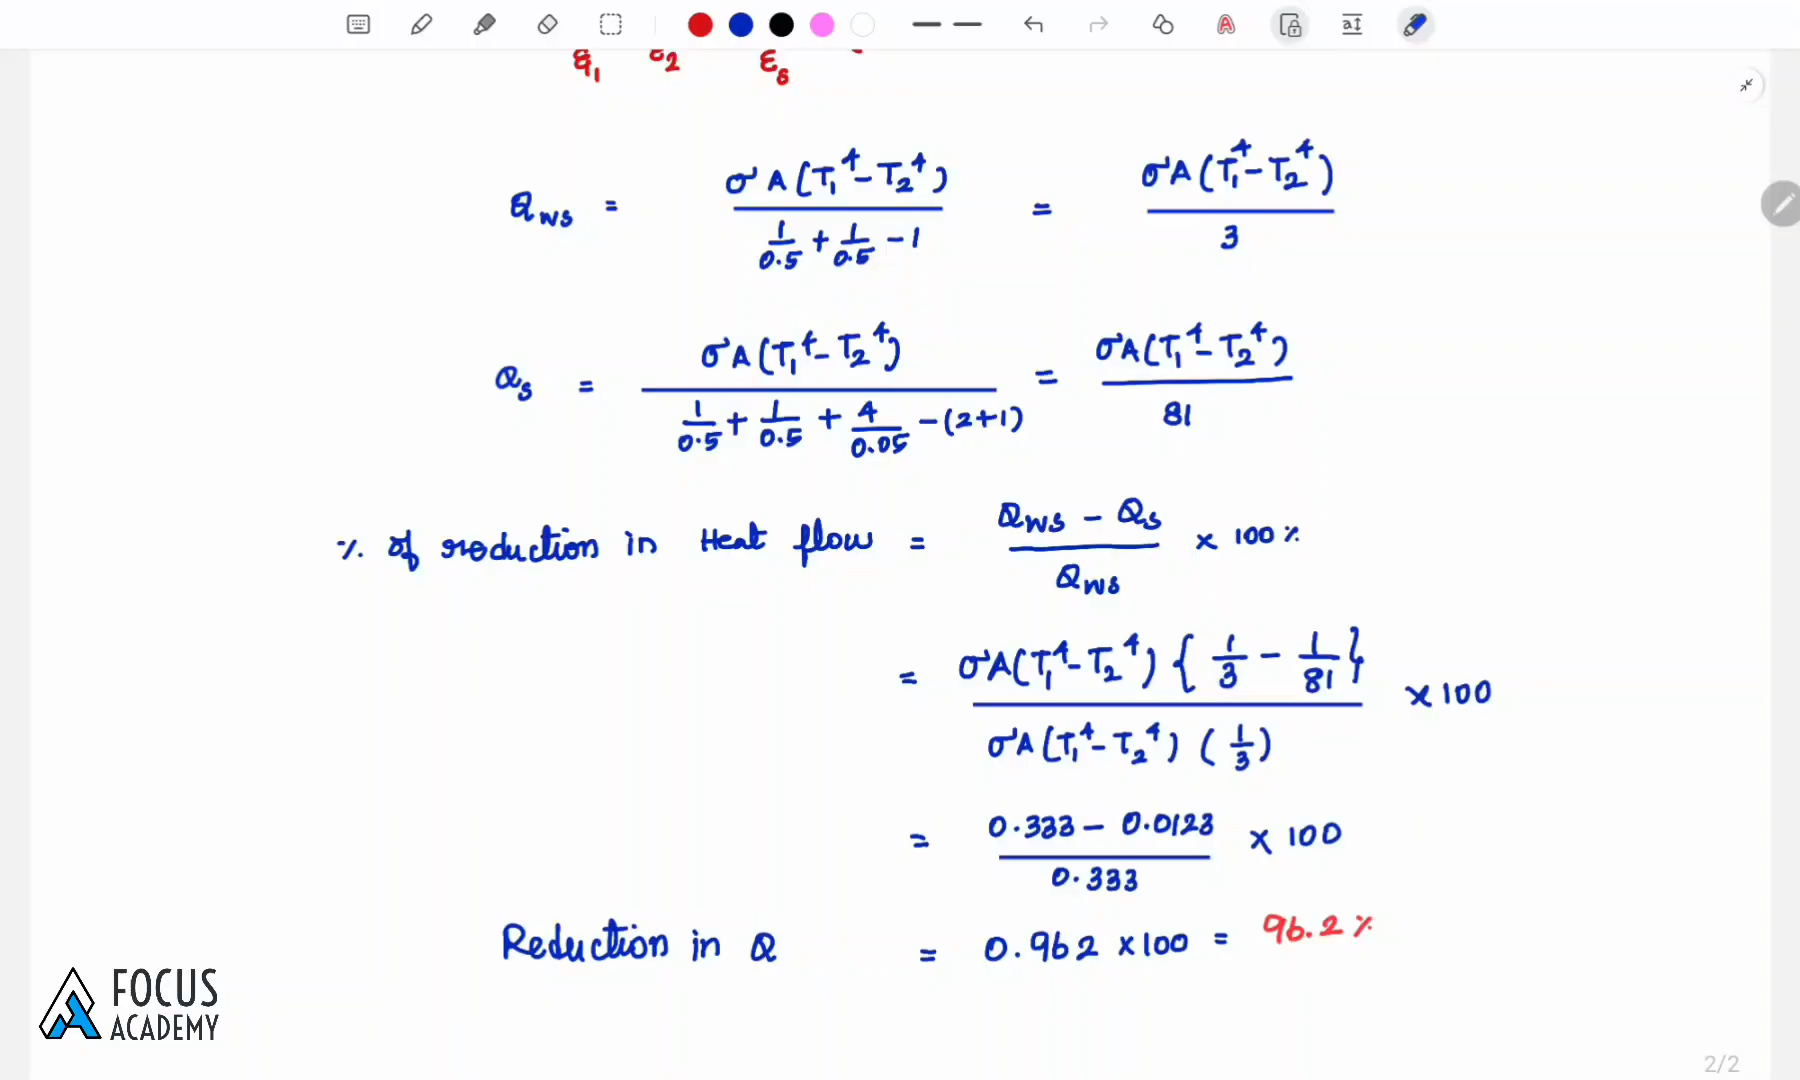 ε₁ ε₂ εₛ
Q_WS = σA(T₁⁴-T₂⁴) / (1/0.5 + 1/0.5 - 1) = σA(T₁⁴-T₂⁴) / 3
Qₛ = σA(T₁⁴-T₂⁴) / (1/0.5 + 1/0.5 + 4/0.05 - (2+1)) = σA(T₁⁴-T₂⁴) / 81
% of reduction in Heat flow = (Q_WS - Qₛ) / Q_WS × 100 %
= σA(T₁⁴-T₂⁴) { 1/3 - 1/81 } / σA(T₁⁴-T₂⁴) (1/3) × 100
= (0.333 - 0.0123) / 0.333 × 100
Reduction in Q = 0.962 × 100 = 96.2 %
FOCUS
ACADEMY
2/2